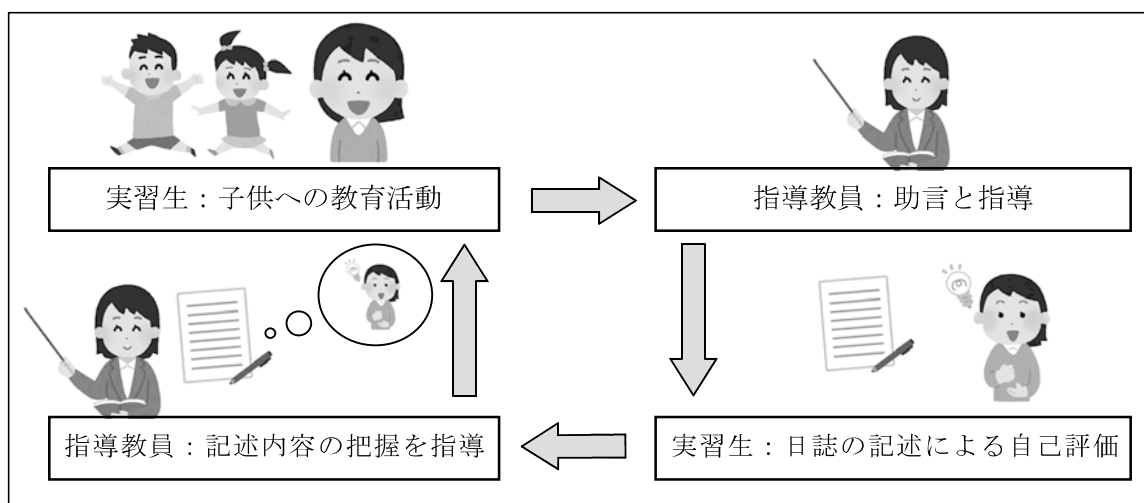 実習生：子供への教育活動
指導教員：助言と指導
指導教員：記述内容の把握を指導
実習生：日誌の記述による自己評価